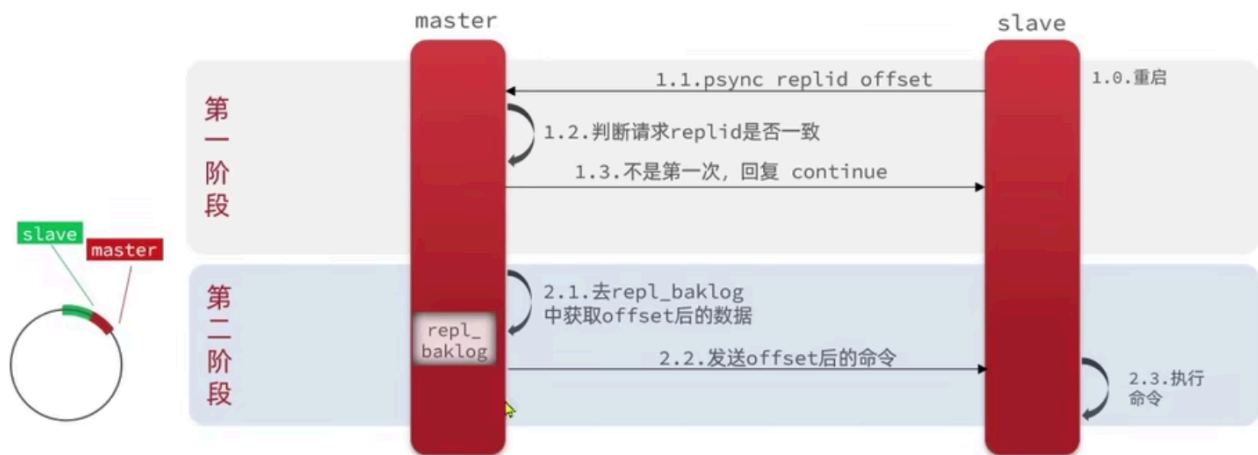 master
slave
第一阶段
1.0.重启
1.1.psync replid offset
1.2.判断请求replid是否一致
1.3.不是第一次，回复 continue
slave
master
第二阶段
2.1.去repl_baklog
中获取offset后的数据
repl_
baklog
2.2.发送offset后的命令
2.3.执行
命令